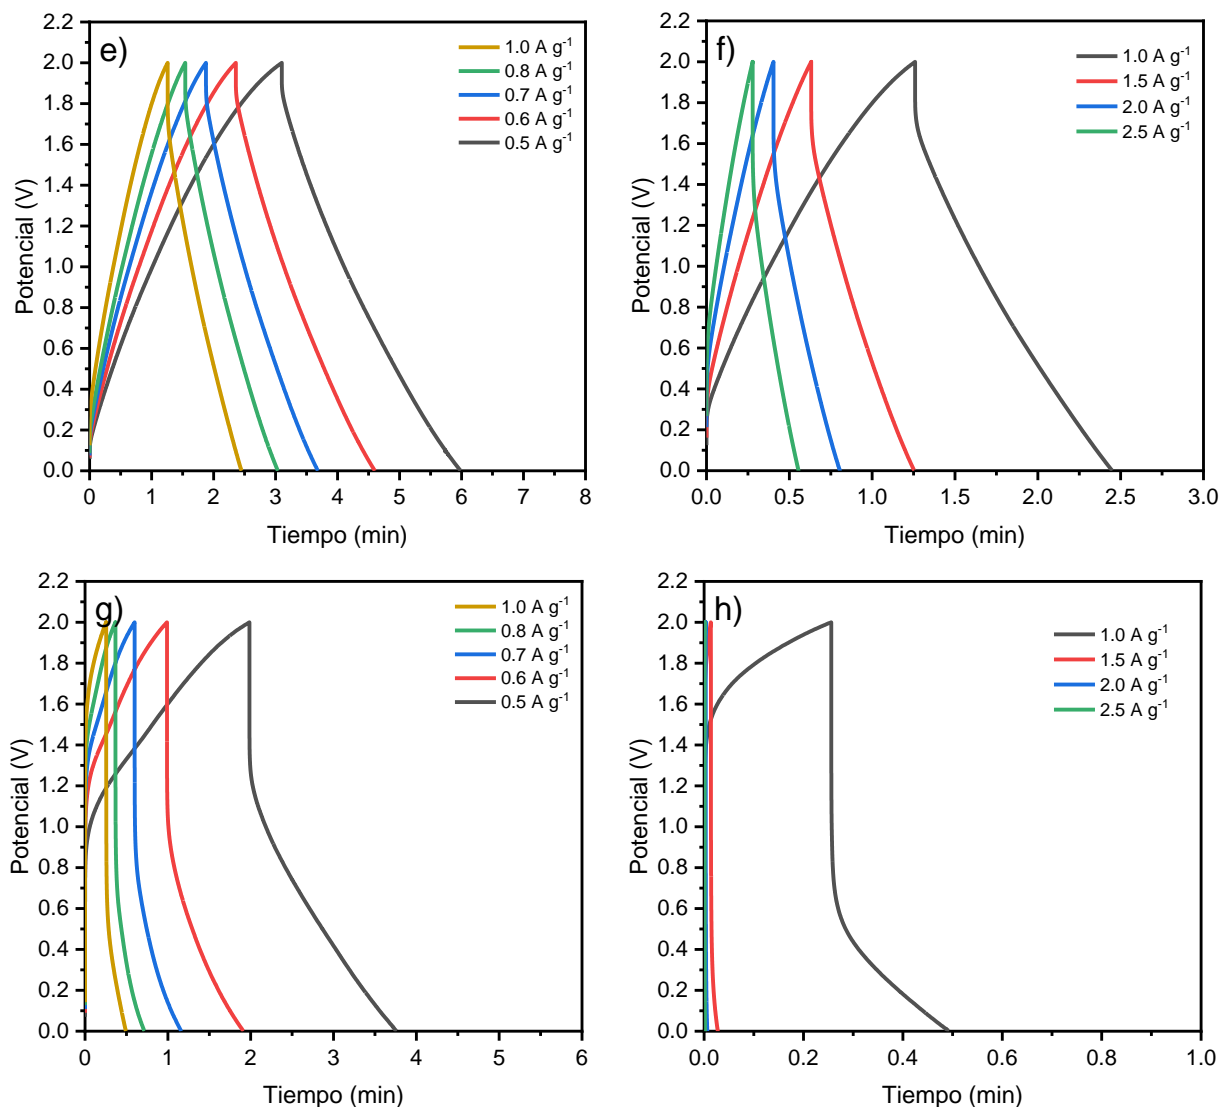 e)
1.0 A g⁻¹
0.8 A g⁻¹
0.7 A g⁻¹
0.6 A g⁻¹
0.5 A g⁻¹
2.2
2.0
1.8
1.6
1.4
1.2
1.0
0.8
0.6
0.4
0.2
0.0
Potencial (V)
0 1 2 3 4 5 6 7 8
Tiempo (min)
f)
1.0 A g⁻¹
1.5 A g⁻¹
2.0 A g⁻¹
2.5 A g⁻¹
2.2
2.0
1.8
1.6
1.4
1.2
1.0
0.8
0.6
0.4
0.2
0.0
Potencial (V)
0.0 0.5 1.0 1.5 2.0 2.5 3.0
Tiempo (min)
g)
1.0 A g⁻¹
0.8 A g⁻¹
0.7 A g⁻¹
0.6 A g⁻¹
0.5 A g⁻¹
2.2
2.0
1.8
1.6
1.4
1.2
1.0
0.8
0.6
0.4
0.2
0.0
Potencial (V)
0 1 2 3 4 5 6
Tiempo (min)
h)
1.0 A g⁻¹
1.5 A g⁻¹
2.0 A g⁻¹
2.5 A g⁻¹
2.2
2.0
1.8
1.6
1.4
1.2
1.0
0.8
0.6
0.4
0.2
0.0
Potencial (V)
0.0 0.2 0.4 0.6 0.8 1.0
Tiempo (min)